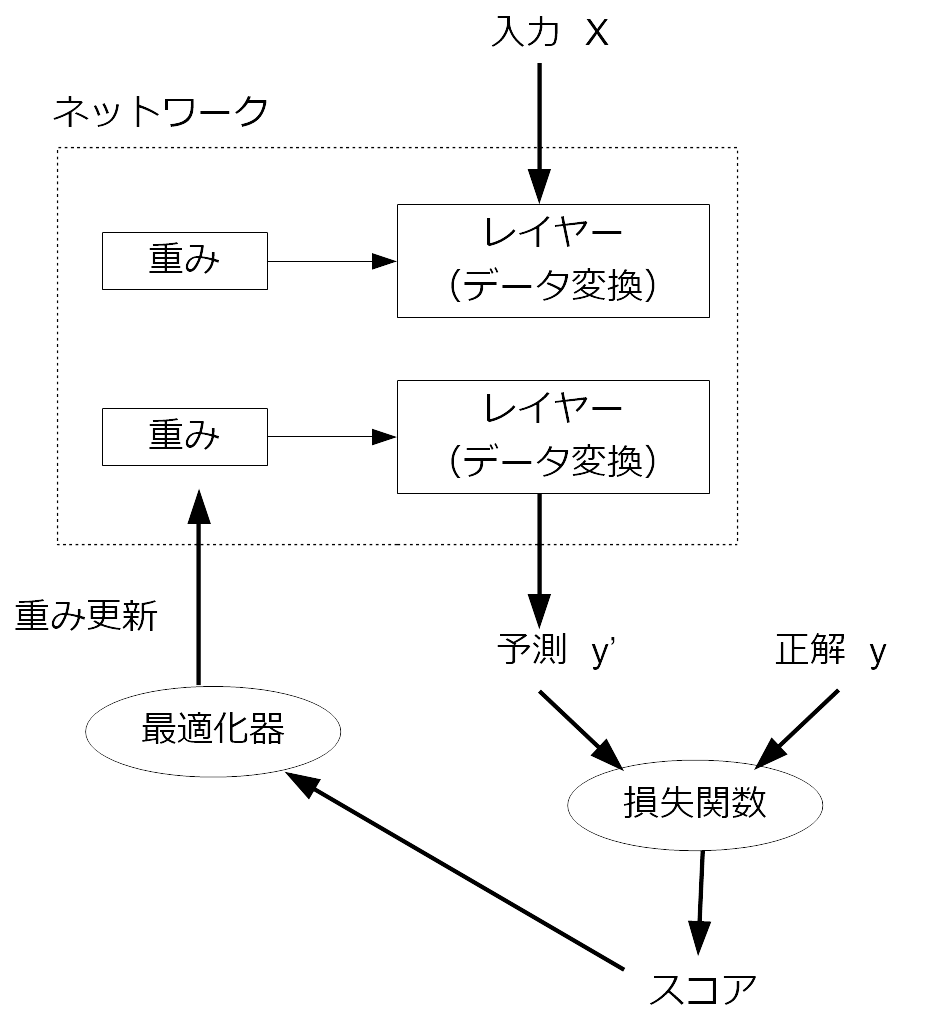 入力 X
ネットワーク
重み
レイヤー
（データ変換）
重み
レイヤー
（データ変換）
重み更新
予測 y’
正解 y
最適化器
損失関数
スコア